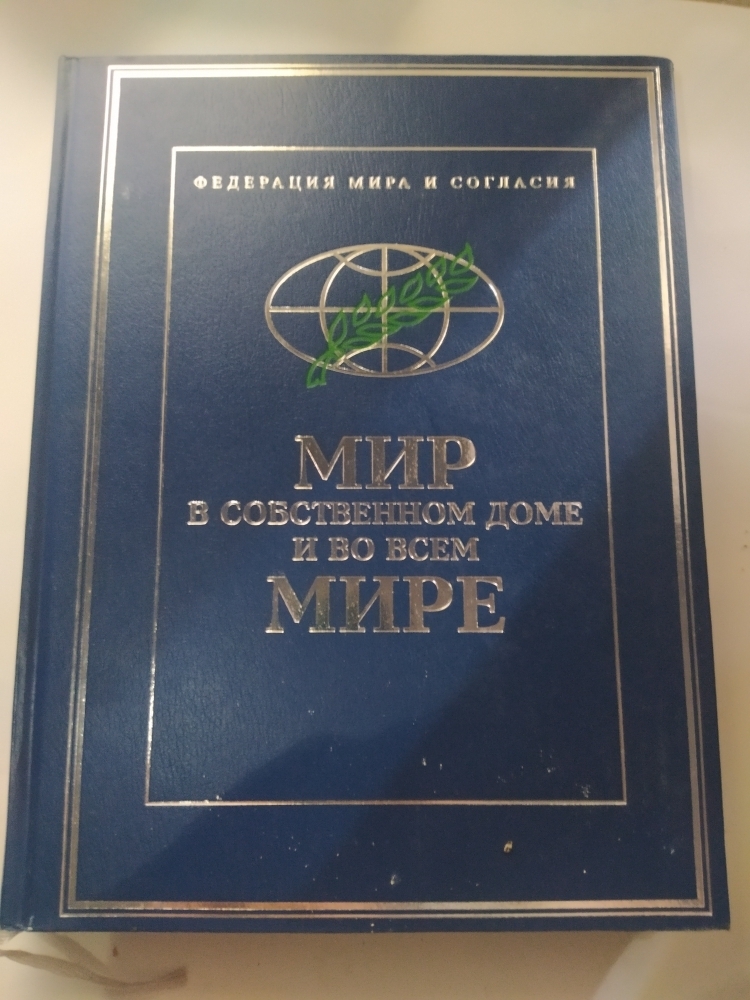 ФЕДЕРАЦИЯ МИРА И СОГЛАСИЯ
МИР
В СОБСТВЕННОМ ДОМЕ
И ВО ВСЕМ
МИРЕ